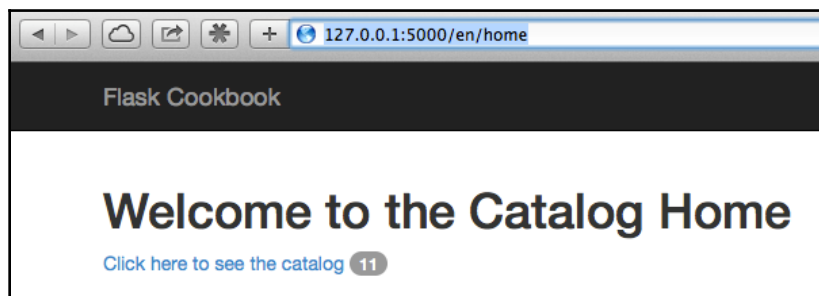 127.0.0.1:5000/en/home
Flask Cookbook
Welcome to the Catalog Home
Click here to see the catalog 11